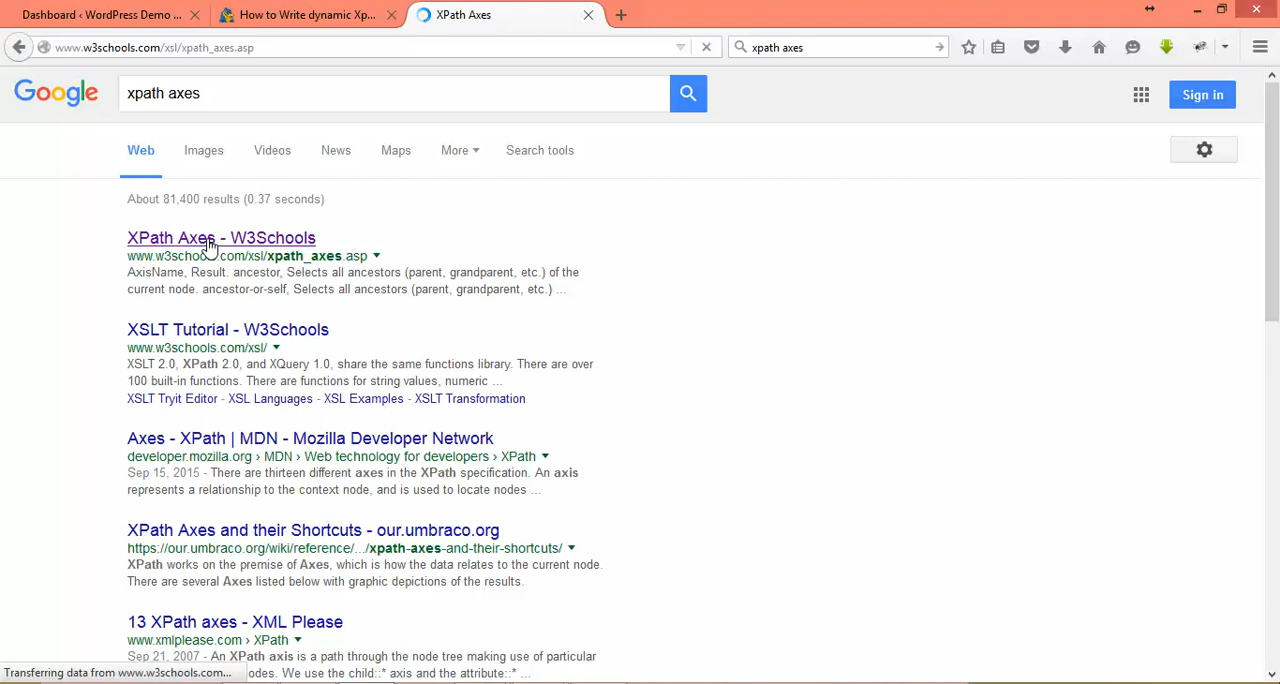 Dashboard ‹ WordPress Demo ...
How to Write dynamic Xp...
XPath Axes
www.w3schools.com/xsl/xpath_axes.asp
xpath axes
Google
xpath axes
Sign in
Web Images Videos News Maps More Search tools
About 81,400 results (0.37 seconds)
XPath Axes - W3Schools
www.w3schools.com/xsl/xpath_axes.asp
AxisName, Result. ancestor, Selects all ancestors (parent, grandparent, etc.) of the
current node. ancestor-or-self, Selects all ancestors (parent, grandparent, etc.) ...
XSLT Tutorial - W3Schools
www.w3schools.com/xsl/
XSLT 2.0, XPath 2.0, and XQuery 1.0, share the same functions library. There are over
100 built-in functions. There are functions for string values, numeric ...
XSLT Tryit Editor - XSL Languages - XSL Examples - XSLT Transformation
Axes - XPath | MDN - Mozilla Developer Network
developer.mozilla.org › MDN › Web technology for developers › XPath
Sep 15, 2015 - There are thirteen different axes in the XPath specification. An axis
represents a relationship to the context node, and is used to locate nodes ...
XPath Axes and their Shortcuts - our.umbraco.org
https://our.umbraco.org/wiki/reference/.../xpath-axes-and-their-shortcuts/
XPath works on the premise of Axes, which is how the data relates to the current node.
There are several Axes listed below with graphic depictions of the results.
13 XPath axes - XML Please
www.xmlplease.com › XPath
Sep 21, 2007 - An XPath axis is a path through the node tree making use of particular
odes. We use the child::* axis and the attribute::* ...
Transferring data from www.w3schools.com...